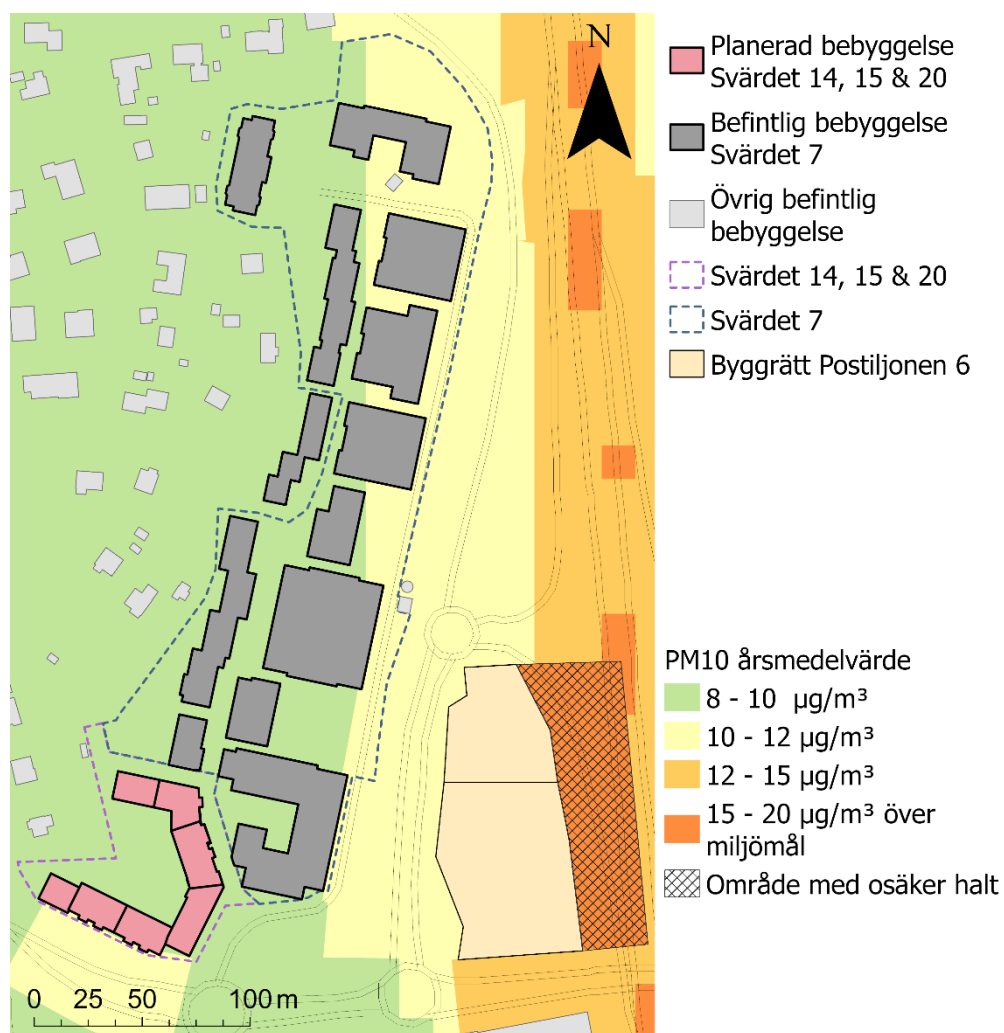 N
Planerad bebyggelse
Svärdet 14, 15 & 20
Befintlig bebyggelse
Svärdet 7
Övrig befintlig
bebyggelse
Svärdet 14, 15 & 20
Svärdet 7
Byggrätt Postiljonen 6
PM10 årsmedelvärde
8 - 10 µg/m³
10 - 12 µg/m³
12 - 15 µg/m³
15 - 20 µg/m³ över
miljömål
Område med osäker halt
0 25 50 100 m